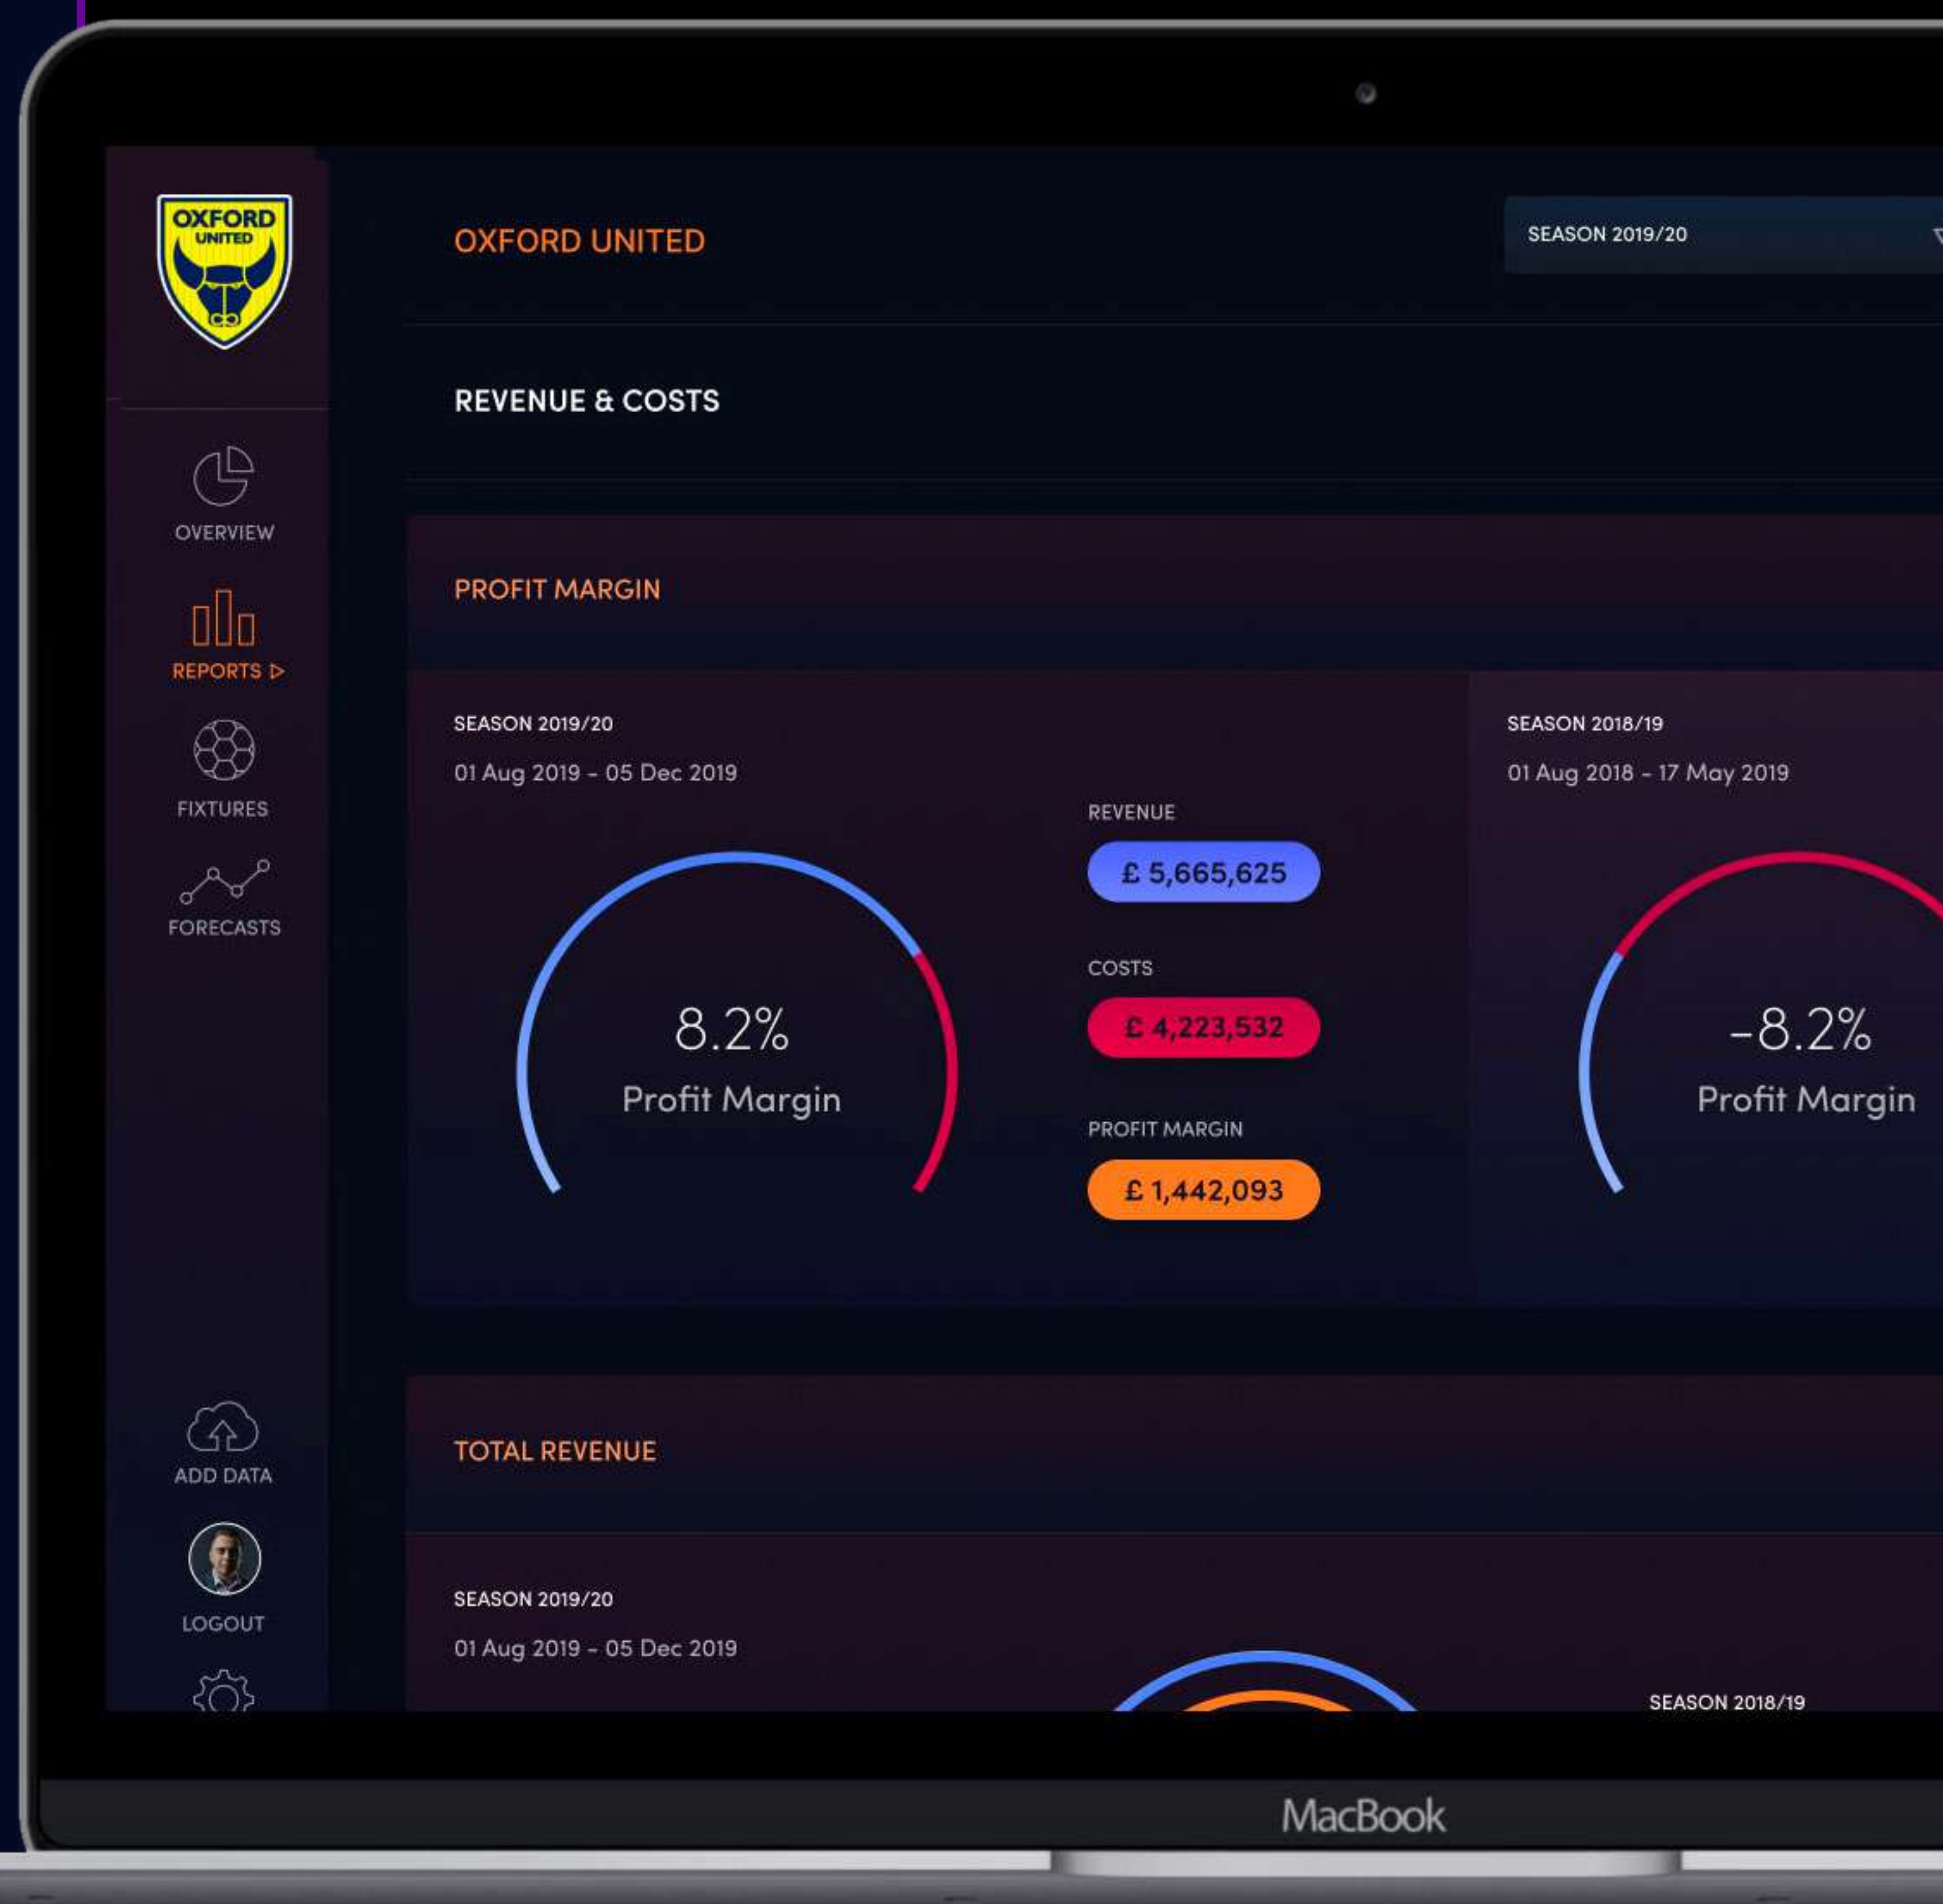 OXFORD
UNITED
OVERVIEW
REPORTS
FIXTURES
FORECASTS
ADD DATA
LOGOUT
OXFORD UNITED
SEASON 2019/20
REVENUE & COSTS
PROFIT MARGIN
SEASON 2019/20
01 Aug 2019 - 05 Dec 2019
8.2%
Profit Margin
REVENUE
£ 5,665,625
COSTS
£ 4,223,532
PROFIT MARGIN
£ 1,442,093
SEASON 2018/19
01 Aug 2018 - 17 May 2019
-8.2%
Profit Margin
TOTAL REVENUE
SEASON 2019/20
01 Aug 2019 - 05 Dec 2019
SEASON 2018/19
MacBook